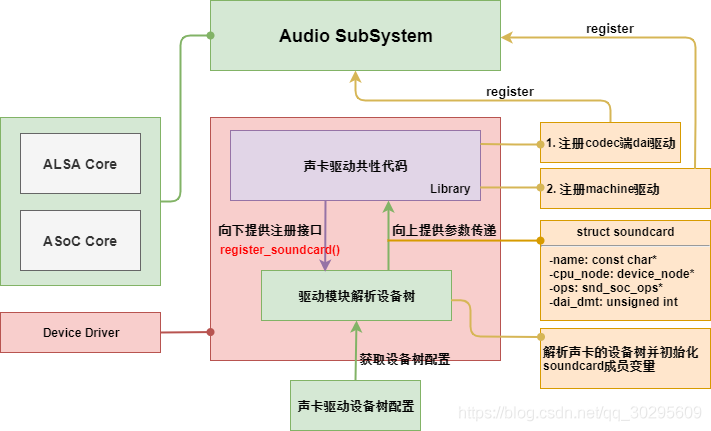 Audio SubSystem
register
register
ALSA Core
ASoC Core
声卡驱动共性代码
Library
1. 注册codec端dai驱动
2. 注册machine驱动
向下提供注册接口
register_soundcard()
向上提供参数传递
struct soundcard
-name: const char*
-cpu_node: device_node*
-ops: snd_soc_ops*
-dai_dmt: unsigned int
驱动模块解析设备树
Device Driver
解析声卡的设备树并初始化
soundcard成员变量
获取设备树配置
声卡驱动设备树配置
https://blog.csdn.net/qq_30295609